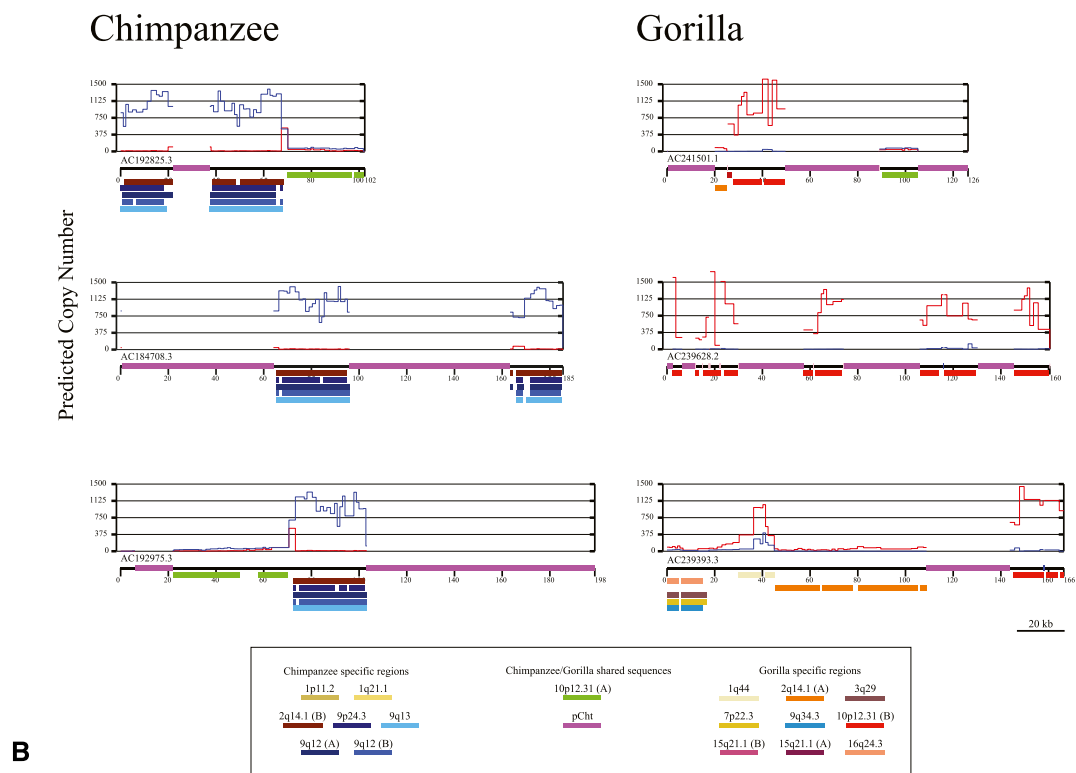 Chimpanzee
Gorilla
Predicted Copy Number
1500
1125
750
375
0
AC192825.3
0 20 80 100 102
1500
1125
750
375
0
AC241501.1
0 20 40 60 80 100 120 126
1500
1125
750
375
0
AC184708.3
0 20 40 60 80 100 120 140 160 185
1500
1125
750
375
0
AC239628.2
0 20 40 60 80 100 120 140 160
1500
1125
750
375
0
AC192975.3
0 20 40 60 80 100 120 140 160 180 198
1500
1125
750
375
0
AC239393.3
0 20 40 60 80 100 120 140 160 166
20 kb
Chimpanzee specific regions
1p11.2 1q21.1
2q14.1 (B) 9p24.3 9q13
9q12 (A) 9q12 (B)
Chimpanzee/Gorilla shared sequences
10p12.31 (A)
pCht
Gorilla specific regions
1q44 2q14.1 (A) 3q29
7p22.3 9q34.3 10p12.31 (B)
15q21.1 (B) 15q21.1 (A) 16q24.3
B